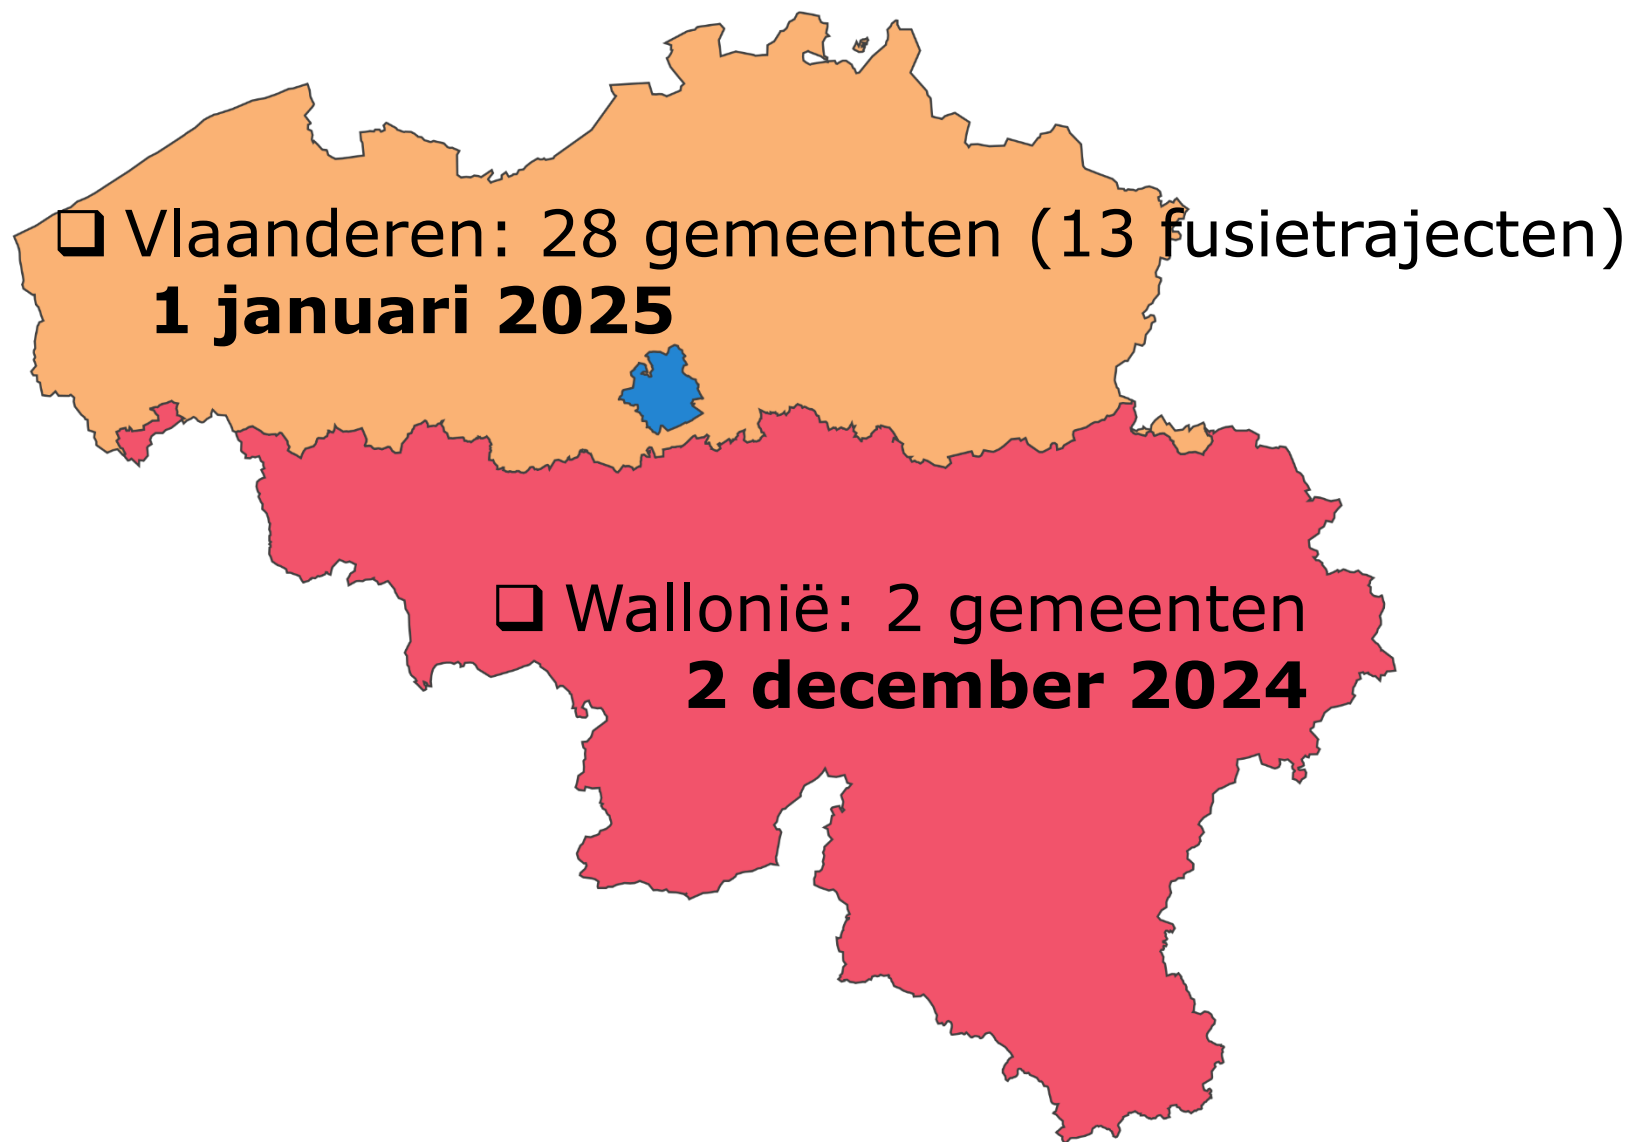 ❑ Vlaanderen: 28 gemeenten (13 fusietrajecten)
1 januari 2025
❑ Wallonië: 2 gemeenten
2 december 2024